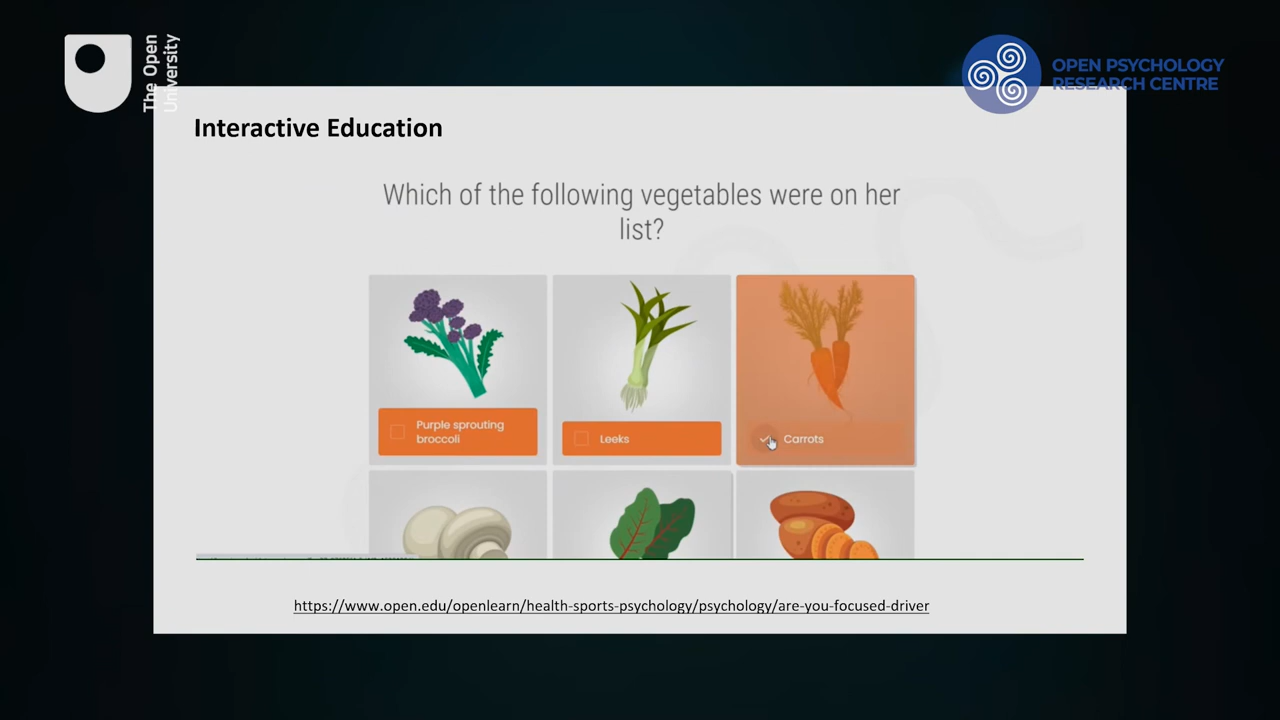 The Open
University
OPEN PSYCHOLOGY
RESEARCH CENTRE
Interactive Education
Which of the following vegetables were on her
list?
Purple sprouting
broccoli
Leeks
Carrots
https://www.open.edu/openlearn/health-sports-psychology/psychology/are-you-focused-driver